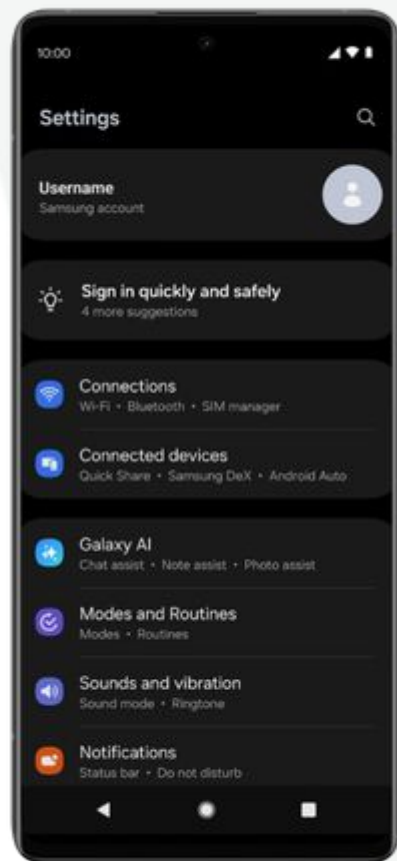 10:00
Settings
Username
Samsung account
Sign in quickly and safely
4 more suggestions
Connections
Wi-Fi • Bluetooth • SIM manager
Connected devices
Quick Share • Samsung DeX • Android Auto
Galaxy AI
Chat assist • Note assist • Photo assist
Modes and Routines
Modes • Routines
Sounds and vibration
Sound mode • Ringtone
Notifications
Status bar • Do not disturb